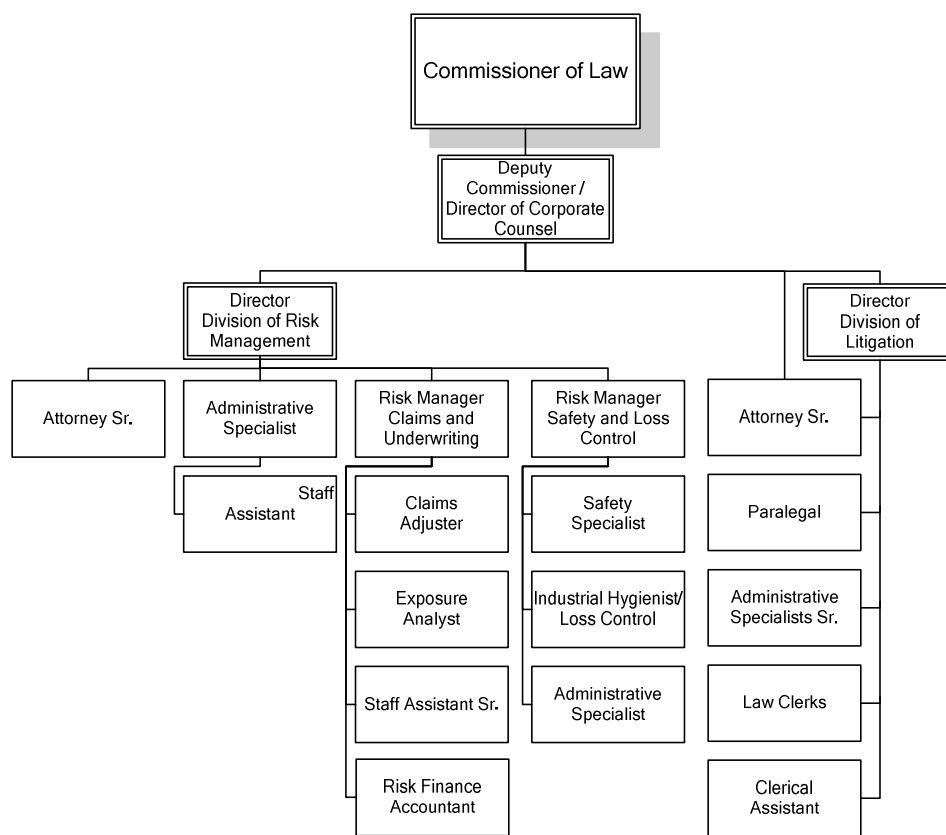 Commissioner of Law
Deputy
Commissioner /
Director of Corporate
Counsel
Director
Division of Risk
Management
Director
Division of
Litigation
Attorney Sr.
Administrative
Specialist
Risk Manager
Claims and
Underwriting
Risk Manager
Safety and Loss
Control
Attorney Sr.
Staff
Assistant
Claims
Adjuster
Safety
Specialist
Paralegal
Exposure
Analyst
Industrial Hygienist/
Loss Control
Administrative
Specialists Sr.
Staff Assistant Sr.
Administrative
Specialist
Law Clerks
Risk Finance
Accountant
Clerical
Assistant